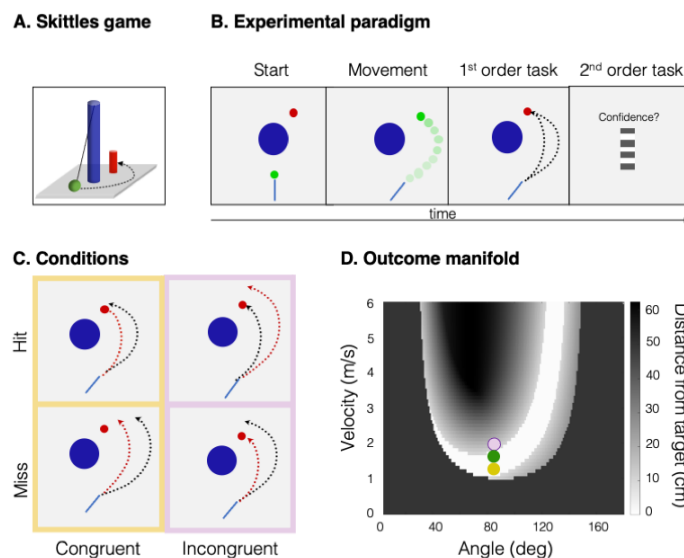 A. Skittles game
B. Experimental paradigm
Start
Movement
1st order task
2nd order task
Confidence?
time
C. Conditions
Hit
Miss
Congruent
Incongruent
D. Outcome manifold
Velocity (m/s)
6
5
4
3
2
1
0
0
40
80
120
160
Angle (deg)
60
50
40
30
20
10
0
Distance from target (cm)